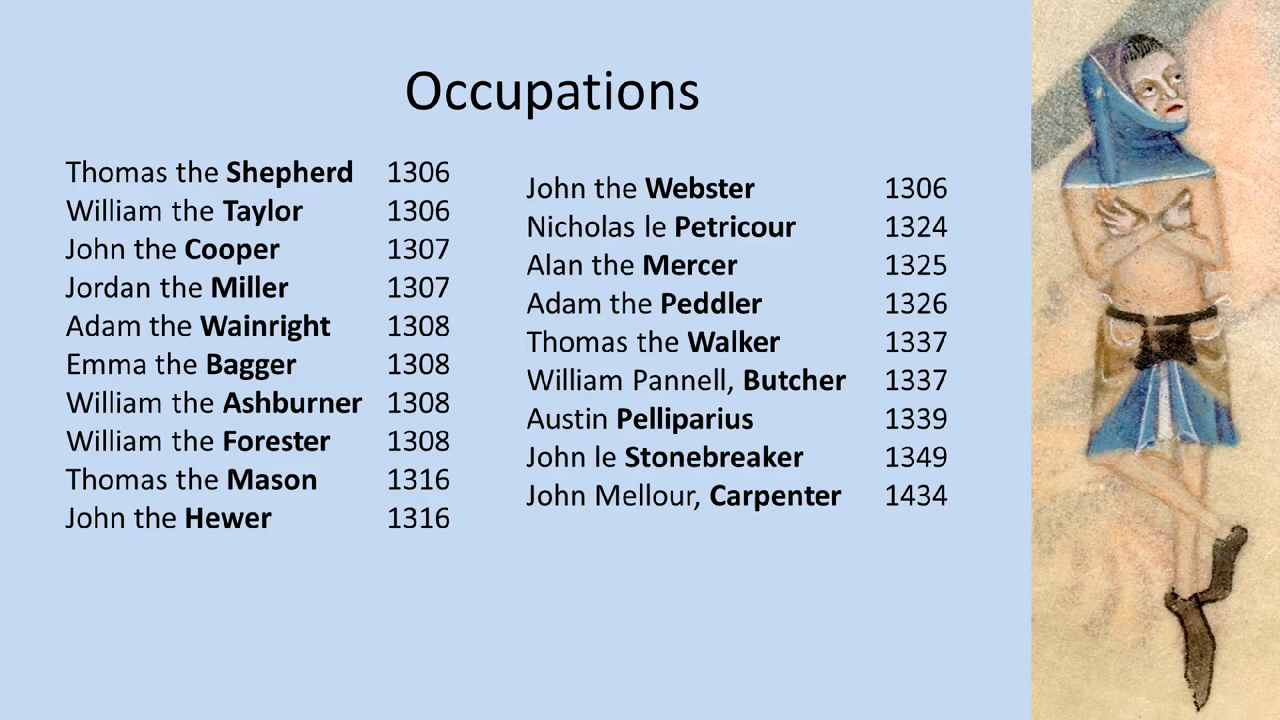 Occupations
Thomas the Shepherd 1306
William the Taylor 1306
John the Cooper 1307
Jordan the Miller 1307
Adam the Wainright 1308
Emma the Bagger 1308
William the Ashburner 1308
William the Forester 1308
Thomas the Mason 1316
John the Hewer 1316
John the Webster 1306
Nicholas le Petricour 1324
Alan the Mercer 1325
Adam the Peddler 1326
Thomas the Walker 1337
William Pannell, Butcher 1337
Austin Pelliparius 1339
John le Stonebreaker 1349
John Mellour, Carpenter 1434